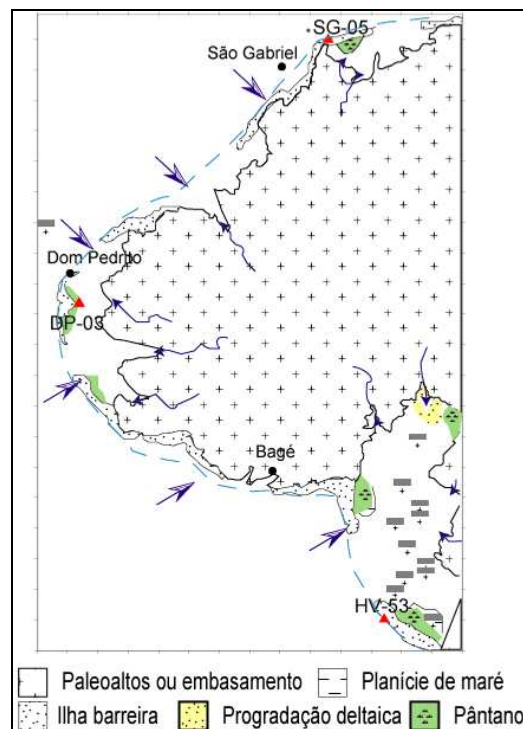 SG-05
São Gabriel
Dom Pedrito
DP-03
Bagé
HV-53
Paleoaltos ou embasamento
Planície de maré
Ilha barreira
Progradação deltaica
Pântano